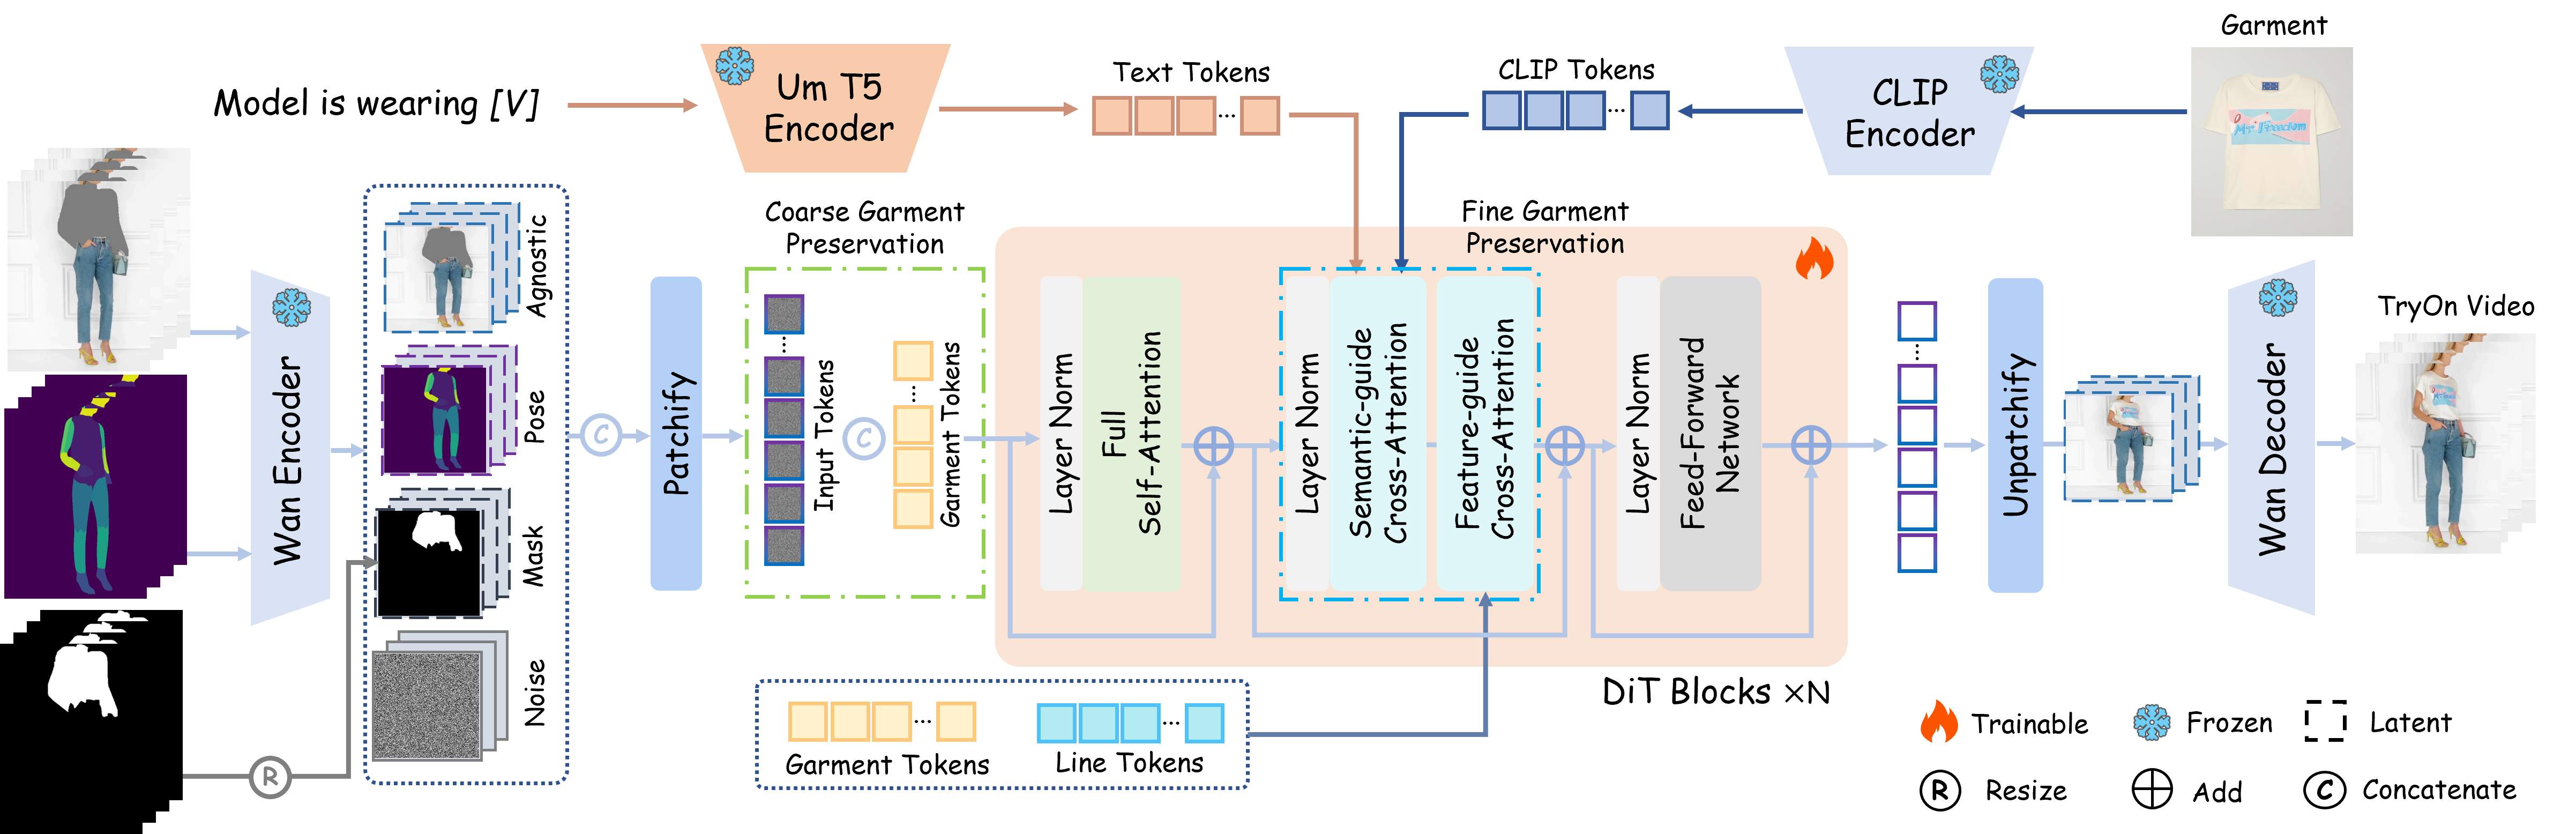 Model is wearing [V]
Um T5
Encoder
Text Tokens
CLIP Tokens
CLIP
Encoder
Garment
Wan Encoder
Agnostic
Pose
Mask
Noise
R
C
Patchify
Coarse Garment
Preservation
Input Tokens
C
Garment Tokens
Layer Norm
Full
Self-Attention
Fine Garment
Preservation
Layer Norm
Semantic-guide
Cross-Attention
Feature-guide
Cross-Attention
Layer Norm
Feed-Forward
Network
DiT Blocks ×N
Garment Tokens
Line Tokens
Unpatchify
Wan Decoder
TryOn Video
Trainable
Frozen
Latent
R
Resize
Add
C
Concatenate